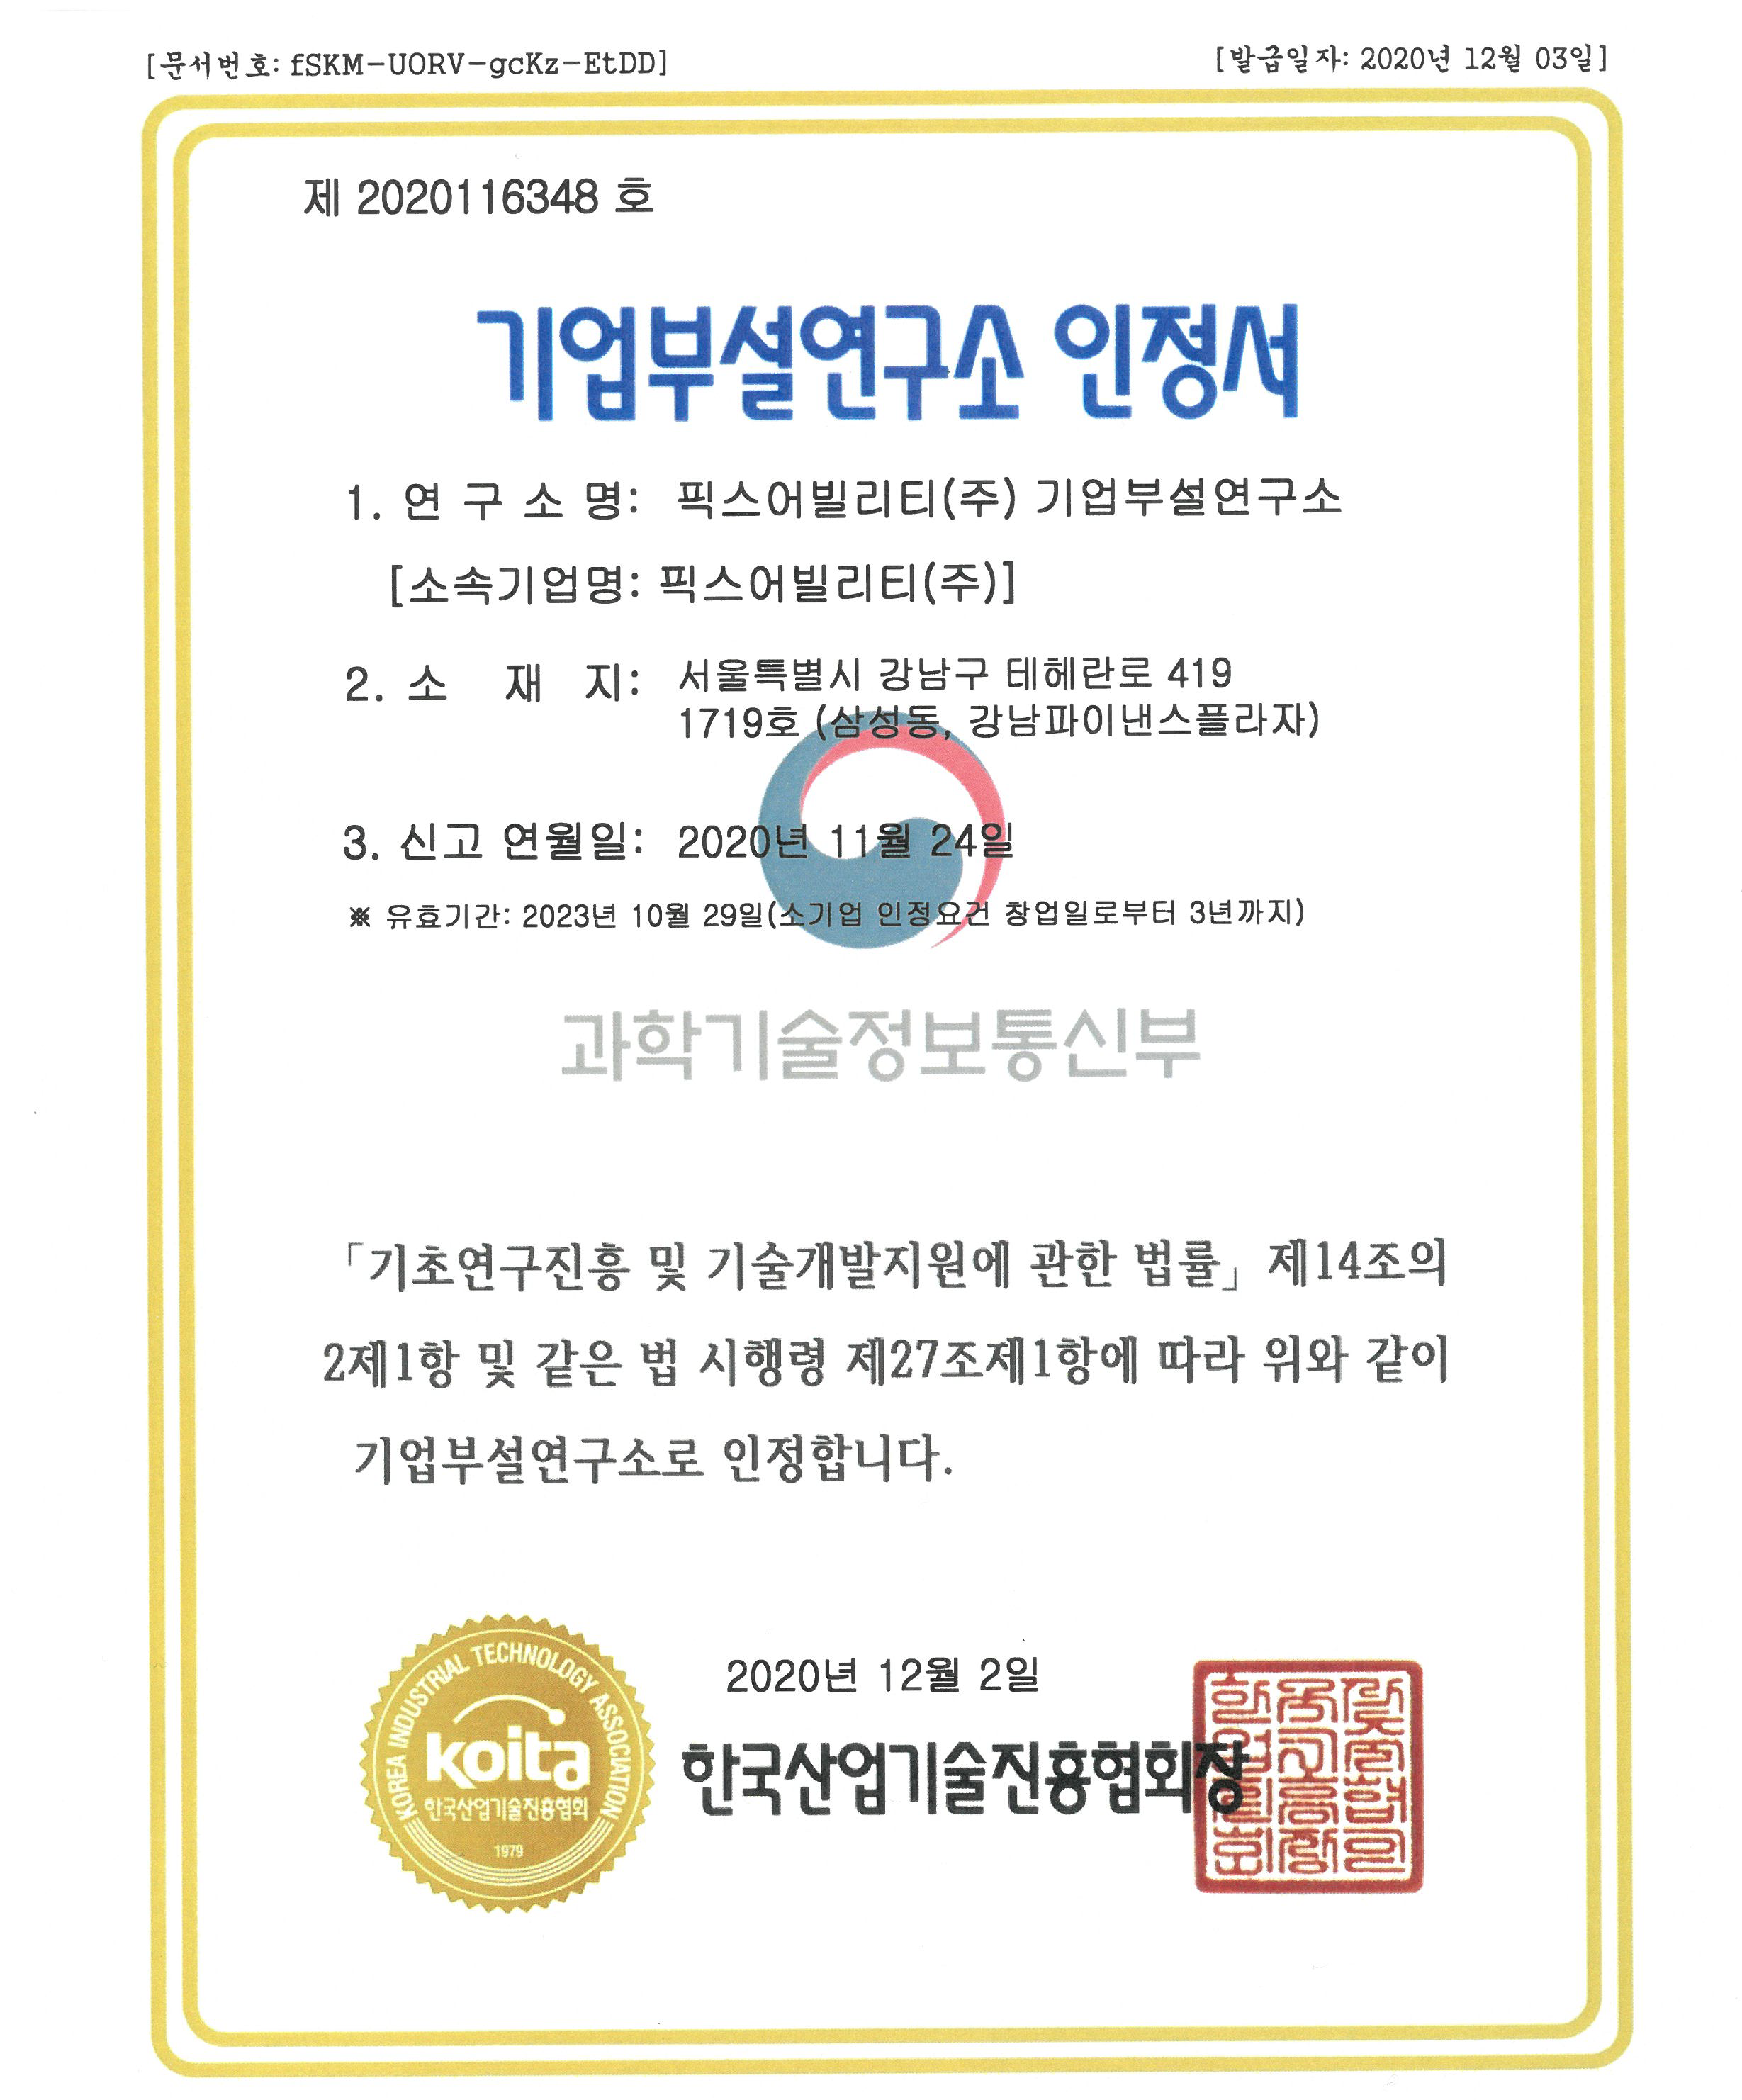 [문서번호: fSKM-UORV-gcKz-EtDD]
[발급일자: 2020년 12월 03일]
제 2020116348 호
기업부설연구소 인정서
1. 연 구 소 명: 픽스어빌리티(주) 기업부설연구소
[소속기업명: 픽스어빌리티(주)]
2. 소 재 지: 서울특별시 강남구 테헤란로 419
1719호 (삼성동, 강남파이낸스플라자)
3. 신고 연월일: 2020년 11월 24일
※ 유효기간: 2023년 10월 29일(소기업 인정요건 창업일로부터 3년까지)
과학기술정보통신부
「기초연구진흥 및 기술개발지원에 관한 법률」 제14조의
2제1항 및 같은 법 시행령 제27조제1항에 따라 위와 같이
기업부설연구소로 인정합니다.
2020년 12월 2일
한국산업기술진흥협회장
KOREA INDUSTRIAL TECHNOLOGY ASSOCIATION
koita
한국산업기술진흥협회
1979